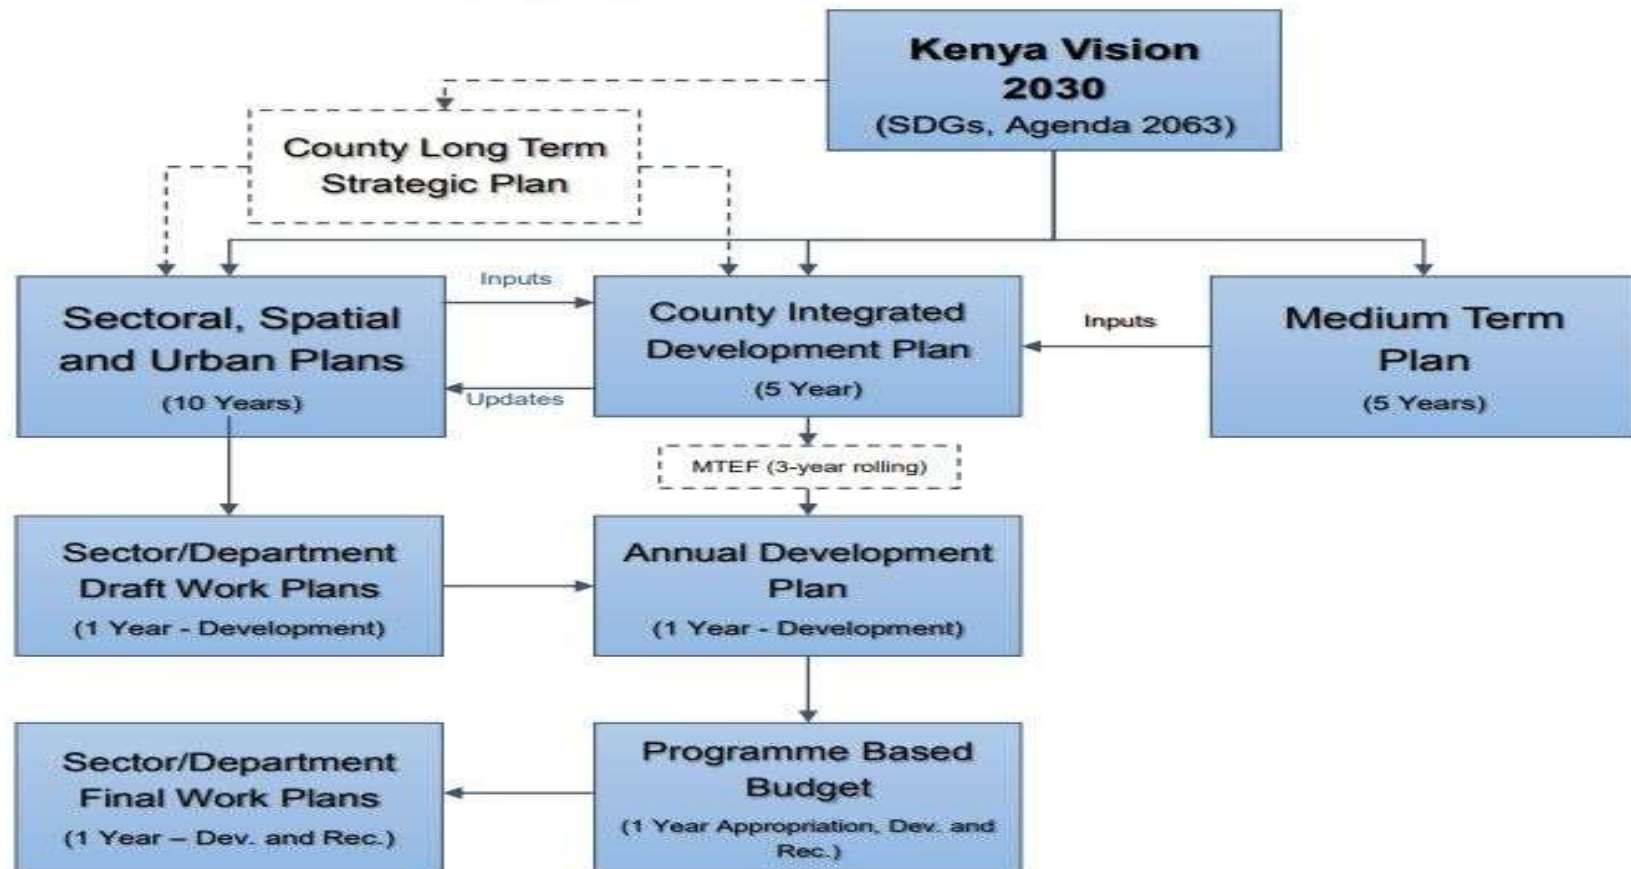 Kenya Vision
2030
(SDGs, Agenda 2063)
County Long Term
Strategic Plan
Sectoral, Spatial
and Urban Plans
(10 Years)
Inputs
Updates
County Integrated
Development Plan
(5 Year)
Inputs
Medium Term
Plan
(5 Years)
MTEF (3-year rolling)
Sector/Department
Draft Work Plans
(1 Year - Development)
Annual Development
Plan
(1 Year - Development)
Sector/Department
Final Work Plans
(1 Year – Dev. and Rec.)
Programme Based
Budget
(1 Year Appropriation, Dev. and
Rec.)